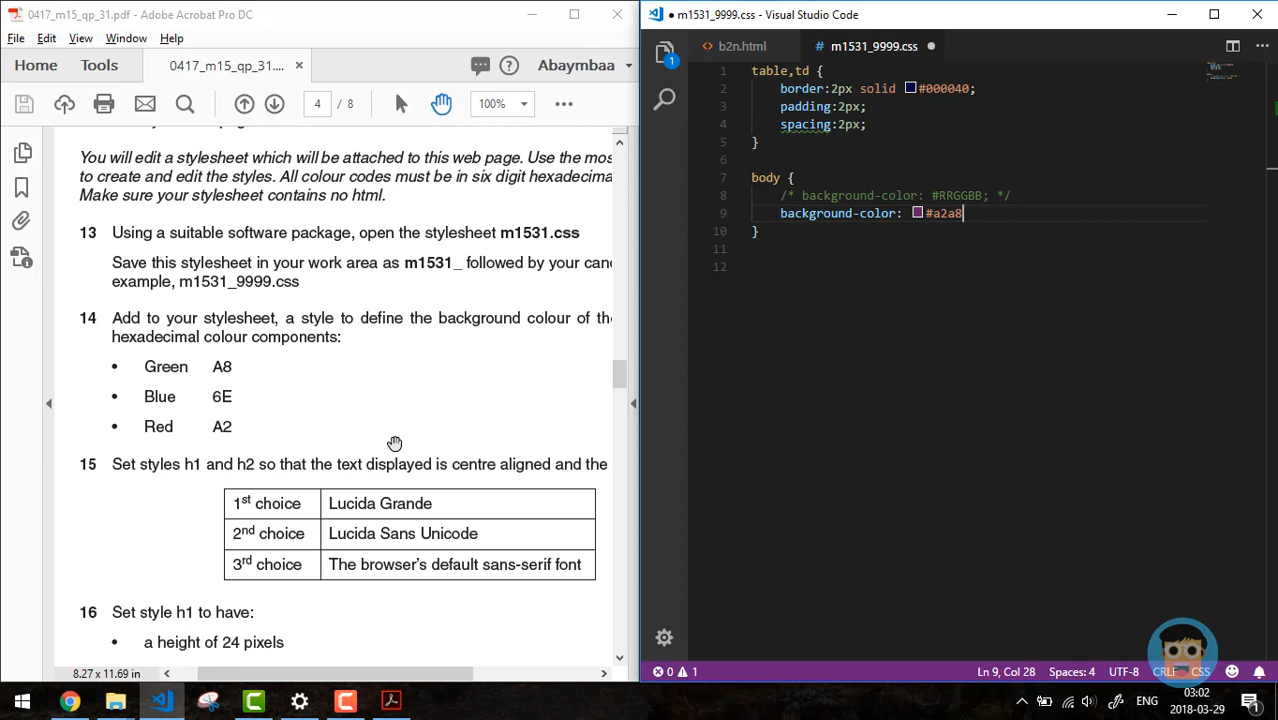 0417_m15_qp_31.pdf - Adobe Acrobat Pro DC
File Edit View Window Help
Home Tools 0417_m15_qp_31.... × Abaymbaa
4 / 8 100%
You will edit a stylesheet which will be attached to this web page. Use the mos
to create and edit the styles. All colour codes must be in six digit hexadecima
Make sure your stylesheet contains no html.
13 Using a suitable software package, open the stylesheet m1531.css
Save this stylesheet in your work area as m1531_ followed by your can
example, m1531_9999.css
14 Add to your stylesheet, a style to define the background colour of the
hexadecimal colour components:
• Green A8
• Blue 6E
• Red A2
15 Set styles h1 and h2 so that the text displayed is centre aligned and the
1st choice Lucida Grande
2nd choice Lucida Sans Unicode
3rd choice The browser's default sans-serif font
16 Set style h1 to have:
• a height of 24 pixels
8.27 x 11.69 in
● m1531_9999.css - Visual Studio Code
1
<> b2n.html # m1531_9999.css ●
1 table,td {
2 border:2px solid #000040;
3 padding:2px;
4 spacing:2px;
5 }
6
7 body {
8 /* background-color: #RRGGBB; */
9 background-color: #a2a8
10 }
11
12
0 1 Ln 9, Col 28 Spaces: 4 UTF-8 CRLF CSS
ENG 03:02
2018-03-29 1